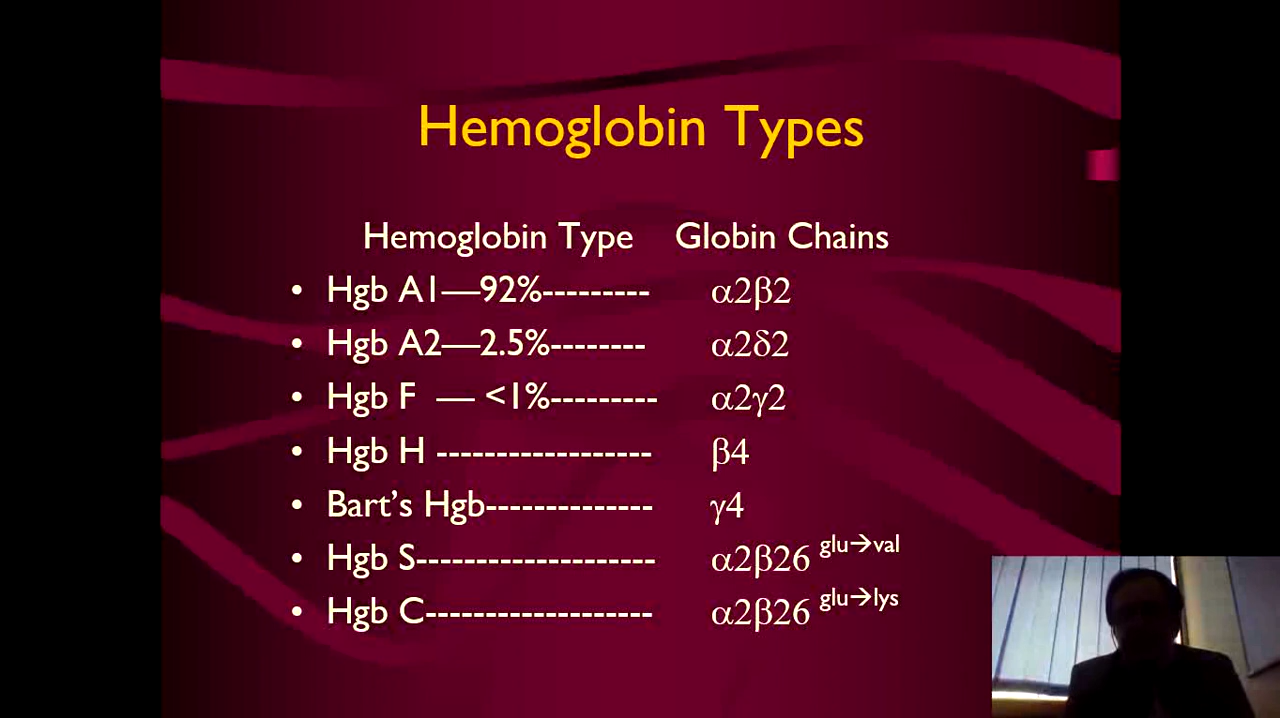 Hemoglobin Types
Hemoglobin Type Globin Chains
• Hgb A1—92%--------- α2β2
• Hgb A2—2.5%-------- α2δ2
• Hgb F — <1%--------- α2γ2
• Hgb H ------------------ β4
• Bart's Hgb-------------- γ4
• Hgb S-------------------- α2β26 glu→val
• Hgb C------------------- α2β26 glu→lys